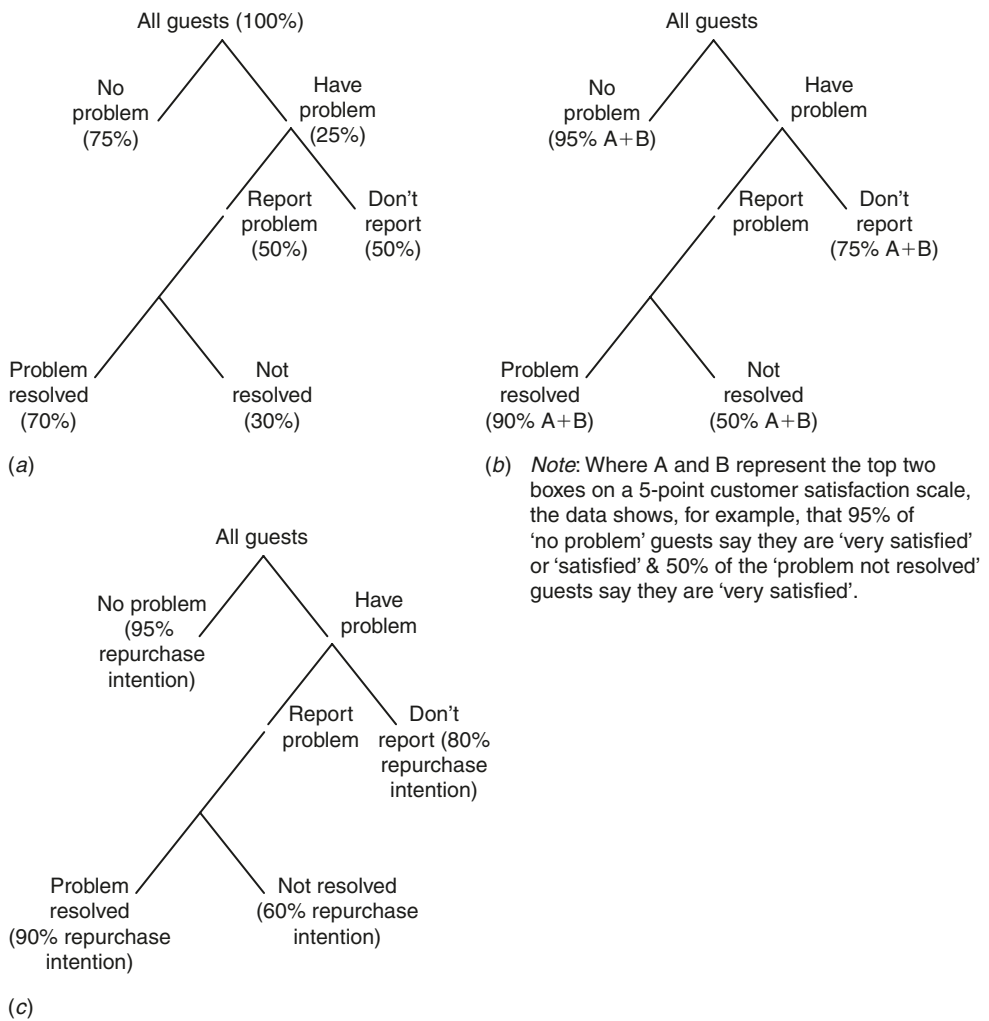 All guests (100%)
No
problem
(75%)
Have
problem
(25%)
Report
problem
(50%)
Don't
report
(50%)
Problem
resolved
(70%)
Not
resolved
(30%)
(a)
All guests
No
problem
(95% A+B)
Have
problem
Report
problem
Don't
report
(75% A+B)
Problem
resolved
(90% A+B)
Not
resolved
(50% A+B)
(b) Note: Where A and B represent the top two
boxes on a 5-point customer satisfaction scale,
the data shows, for example, that 95% of
‘no problem’ guests say they are ‘very satisfied’
or ‘satisfied’ & 50% of the ‘problem not resolved’
guests say they are ‘very satisfied’.
All guests
No problem
(95%
repurchase
intention)
Have
problem
Report
problem
Don't
report (80%
repurchase
intention)
Problem
resolved
(90% repurchase
intention)
Not resolved
(60% repurchase
intention)
(c)